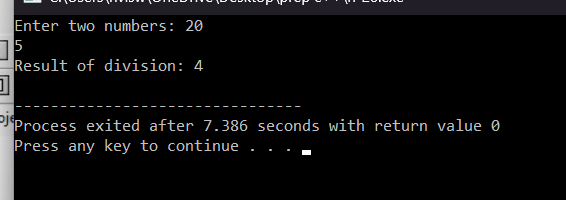 Enter two numbers: 20
5
Result of division: 4
--------------------------------
Process exited after 7.386 seconds with return value 0
Press any key to continue . . .